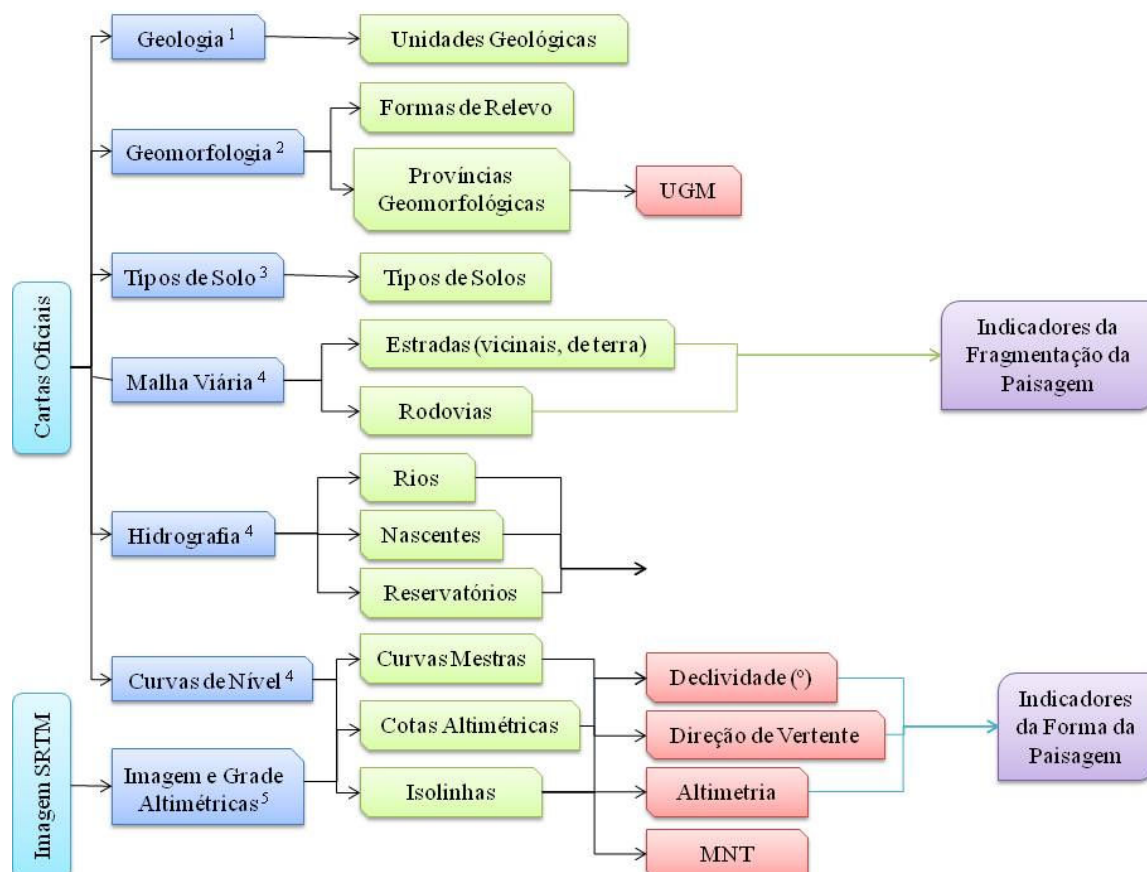 Geologia 1
Unidades Geológicas
Formas de Relevo
Geomorfologia 2
Províncias
Geomorfológicas
UGM
Tipos de Solo 3
Tipos de Solos
Cartas Oficiais
Estradas (vicinais, de terra)
Malha Viária 4
Rodovias
Indicadores da
Fragmentação da
Paisagem
Rios
Hidrografia 4
Nascentes
Reservatórios
Curvas de Nível 4
Curvas Mestras
Cotas Altimétricas
Isolinhas
Declividade (º)
Direção de Vertente
Altimetria
MNT
Indicadores
da Forma da
Paisagem
Imagem SRTM
Imagem e Grade
Altimétricas5